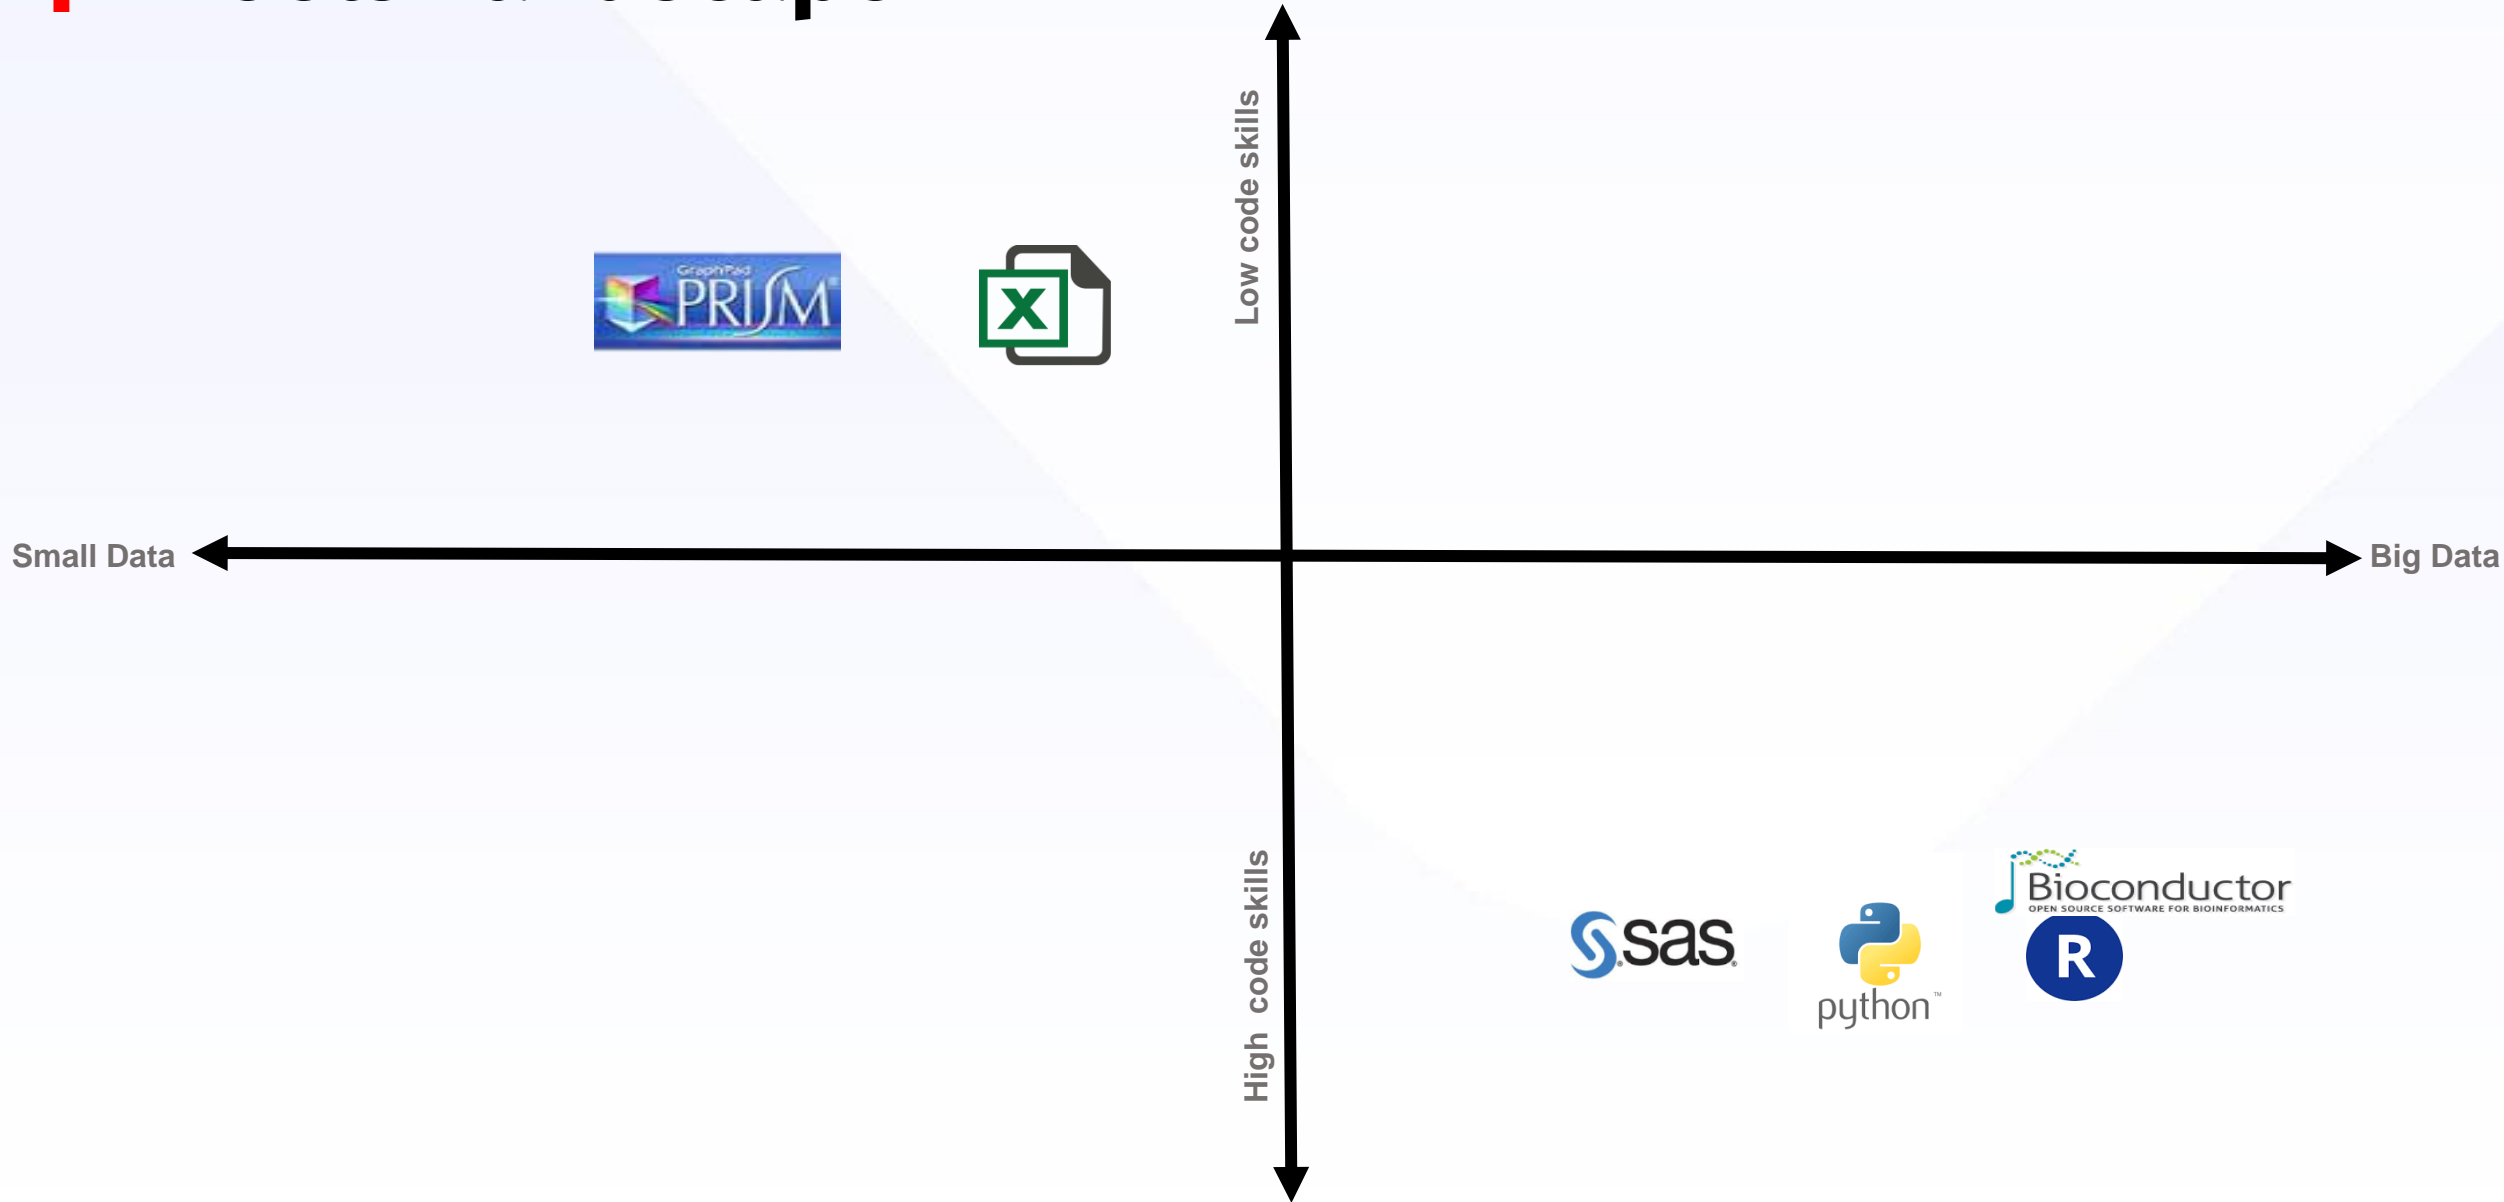 Low code skills
GraphPad
PRISM®
X
Small Data
Big Data
High code skills
Bioconductor
OPEN SOURCE SOFTWARE FOR BIOINFORMATICS
sas®
python™
R